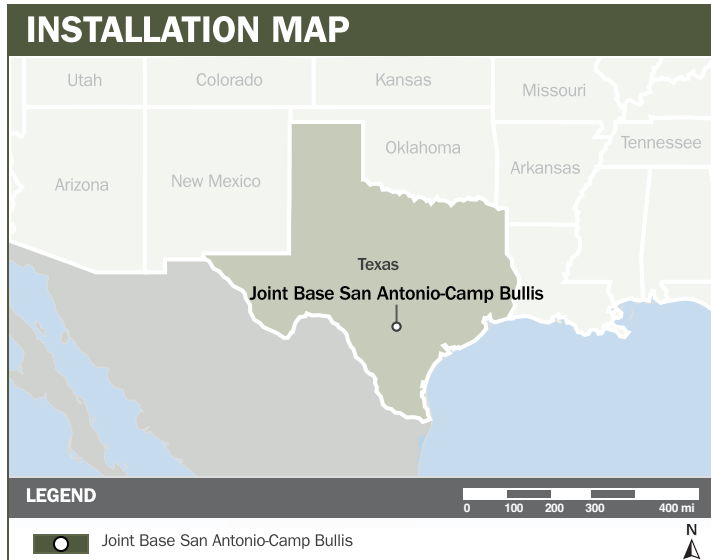 INSTALLATION MAP
Utah
Colorado
Kansas
Missouri
Tennessee
Oklahoma
Arkansas
Arizona
New Mexico
Texas
Joint Base San Antonio-Camp Bullis
LEGEND
0 100 200 300 400 mi
Joint Base San Antonio-Camp Bullis
N